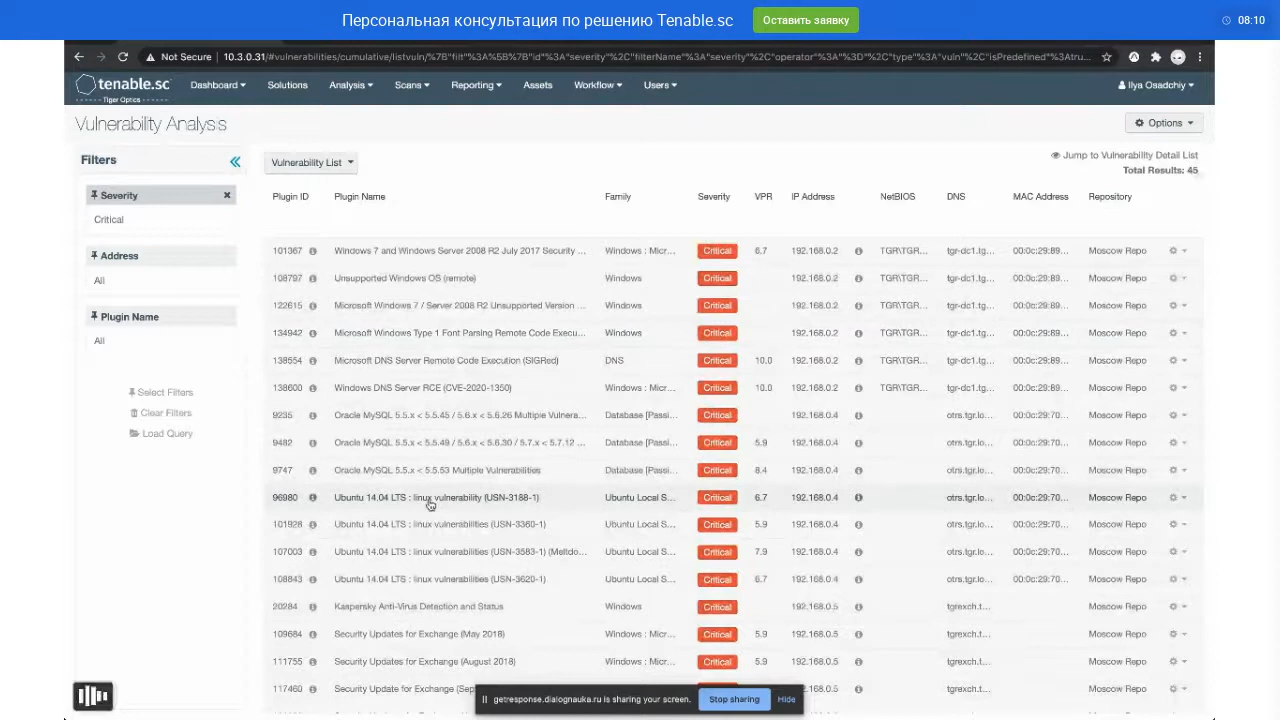 Персональная консультация по решению Tenable.sc
Оставить заявку
08:10
Not Secure
10.3.0.31/#vulnerabilities/cumulative/listvuln/%7B"filt"%3A%5B%7B"id"%3A"severity"%2C"filterName"%3A"severity"%2C"operator"%3A"%3D"%2C"type"%3A"vuln"%2C"isPredefined"%3Atru...
tenable.sc
Tiger Optics
Dashboard Solutions Analysis Scans Reporting Assets Workflow Users
Ilya Osadchiy
Vulnerability Analysis
Options
Filters
Severity
Critical
Address
All
Plugin Name
All
Select Filters
Clear Filters
Load Query
Vulnerability List
Jump to Vulnerability Detail List
Total Results: 45
Plugin ID Plugin Name Family Severity VPR IP Address NetBIOS DNS MAC Address Repository
101367 Windows 7 and Windows Server 2008 R2 July 2017 Security ... Windows : Micr... Critical 6.7 192.168.0.2 TGR\TGR... tgr-dc1.tg... 00:0c:29:89... Moscow Repo
108797 Unsupported Windows OS (remote) Windows Critical 192.168.0.2 TGR\TGR... tgr-dc1.tg... 00:0c:29:89... Moscow Repo
122615 Microsoft Windows 7 / Server 2008 R2 Unsupported Version ... Windows Critical 192.168.0.2 TGR\TGR... tgr-dc1.tg... 00:0c:29:89... Moscow Repo
134942 Microsoft Windows Type 1 Font Parsing Remote Code Execu... Windows Critical 192.168.0.2 TGR\TGR... tgr-dc1.tg... 00:0c:29:89... Moscow Repo
138554 Microsoft DNS Server Remote Code Execution (SIGRed) DNS Critical 10.0 192.168.0.2 TGR\TGR... tgr-dc1.tg... 00:0c:29:89... Moscow Repo
138600 Windows DNS Server RCE (CVE-2020-1350) Windows : Micr... Critical 10.0 192.168.0.2 TGR\TGR... tgr-dc1.tg... 00:0c:29:89... Moscow Repo
9235 Oracle MySQL 5.5.x < 5.5.45 / 5.6.x < 5.6.26 Multiple Vulnera... Database [Passi... Critical 192.168.0.4 otrs.tgr.lo... 00:0c:29:70... Moscow Repo
9482 Oracle MySQL 5.5.x < 5.5.49 / 5.6.x < 5.6.30 / 5.7.x < 5.7.12 ... Database [Passi... Critical 5.9 192.168.0.4 otrs.tgr.lo... 00:0c:29:70... Moscow Repo
9747 Oracle MySQL 5.5.x < 5.5.53 Multiple Vulnerabilities Database [Passi... Critical 8.4 192.168.0.4 otrs.tgr.lo... 00:0c:29:70... Moscow Repo
96980 Ubuntu 14.04 LTS : linux vulnerability (USN-3188-1) Ubuntu Local S... Critical 6.7 192.168.0.4 otrs.tgr.lo... 00:0c:29:70... Moscow Repo
101928 Ubuntu 14.04 LTS : linux vulnerabilities (USN-3360-1) Ubuntu Local S... Critical 5.9 192.168.0.4 otrs.tgr.lo... 00:0c:29:70... Moscow Repo
107003 Ubuntu 14.04 LTS : linux vulnerabilities (USN-3583-1) (Meltdo... Ubuntu Local S... Critical 7.9 192.168.0.4 otrs.tgr.lo... 00:0c:29:70... Moscow Repo
108843 Ubuntu 14.04 LTS : linux vulnerabilities (USN-3620-1) Ubuntu Local S... Critical 6.7 192.168.0.4 otrs.tgr.lo... 00:0c:29:70... Moscow Repo
20284 Kaspersky Anti-Virus Detection and Status Windows Critical 192.168.0.5 tgrexch.t... Moscow Repo
109684 Security Updates for Exchange (May 2018) Windows : Micr... Critical 5.9 192.168.0.5 tgrexch.t... Moscow Repo
111755 Security Updates for Exchange (August 2018) Windows : Micr... Critical 5.9 192.168.0.5 tgrexch.t... Moscow Repo
117460 Security Update for Exchange (Sep Moscow Repo
getresponse.dialognauka.ru is sharing your screen. Stop sharing Hide